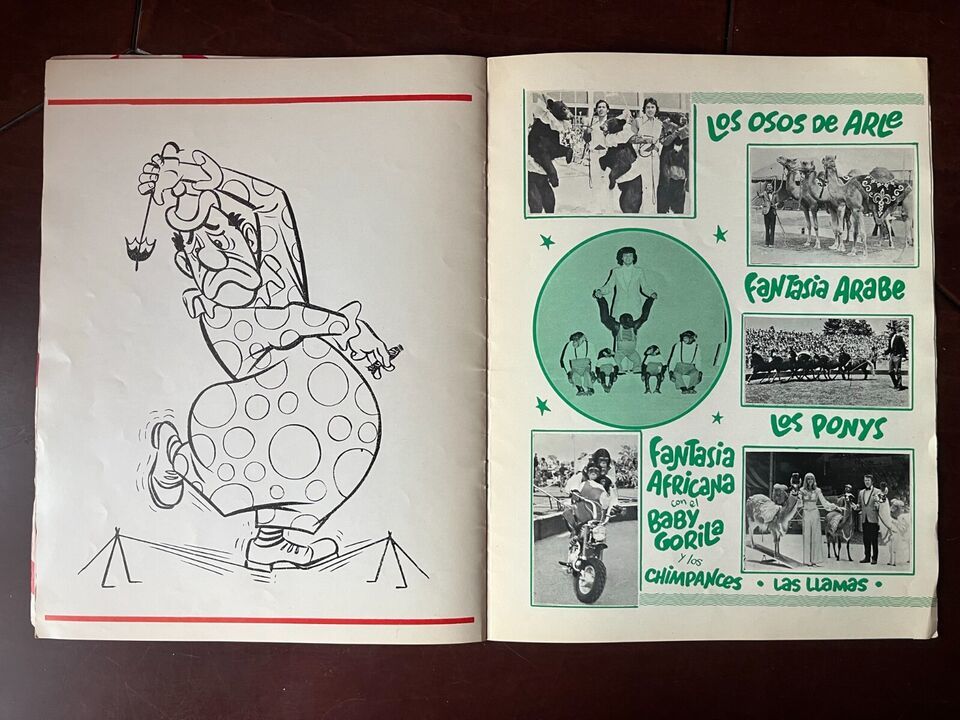 LOS OSOS DE ARLE
FANTASIA ARABE
LOS PONYS
FANTASIA
AFRICANA
con el
BABY
GORILA
y los
CHIMPANCES
• LAS LLAMAS •